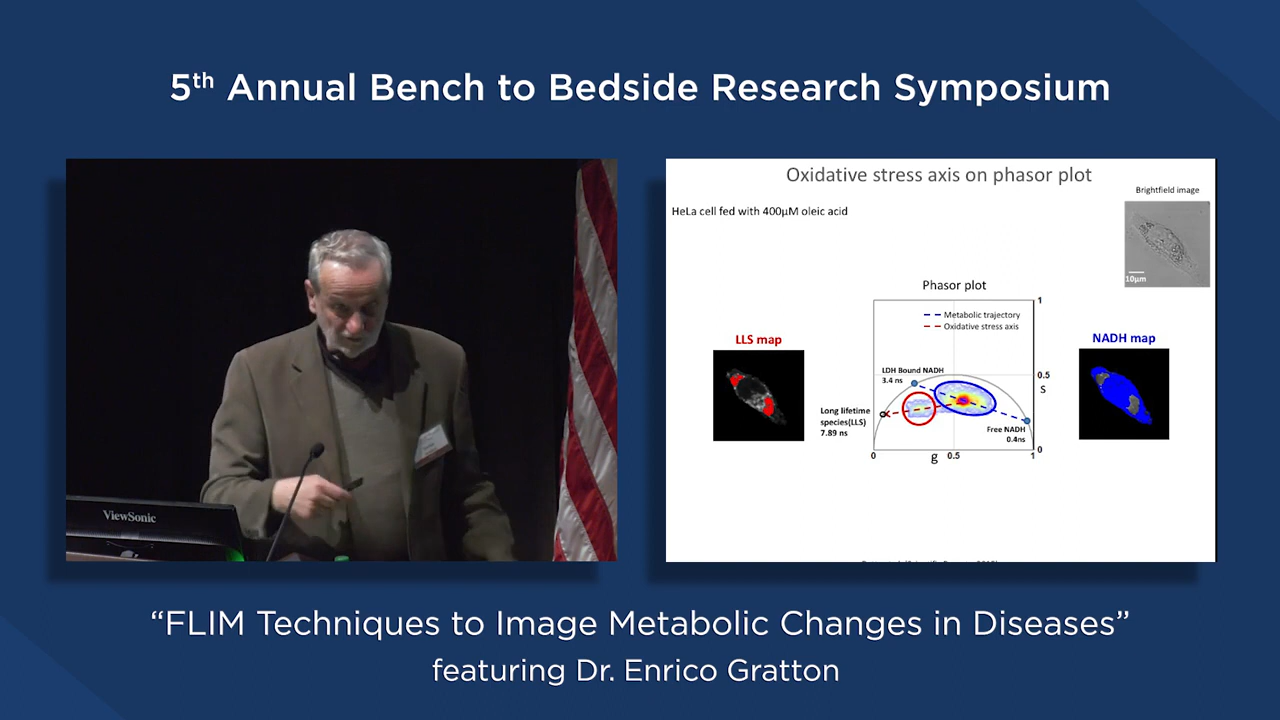 5th Annual Bench to Bedside Research Symposium
ViewSonic
Oxidative stress axis on phasor plot
HeLa cell fed with 400μM oleic acid
Brightfield image
10μm
Phasor plot
1
Metabolic trajectory
Oxidative stress axis
LLS map
NADH map
LDH Bound NADH
3.4 ns
0.5
S
Long lifetime
species(LLS)
7.89 ns
Free NADH
0.4ns
0
0
g
0.5
1
“FLIM Techniques to Image Metabolic Changes in Diseases”
featuring Dr. Enrico Gratton